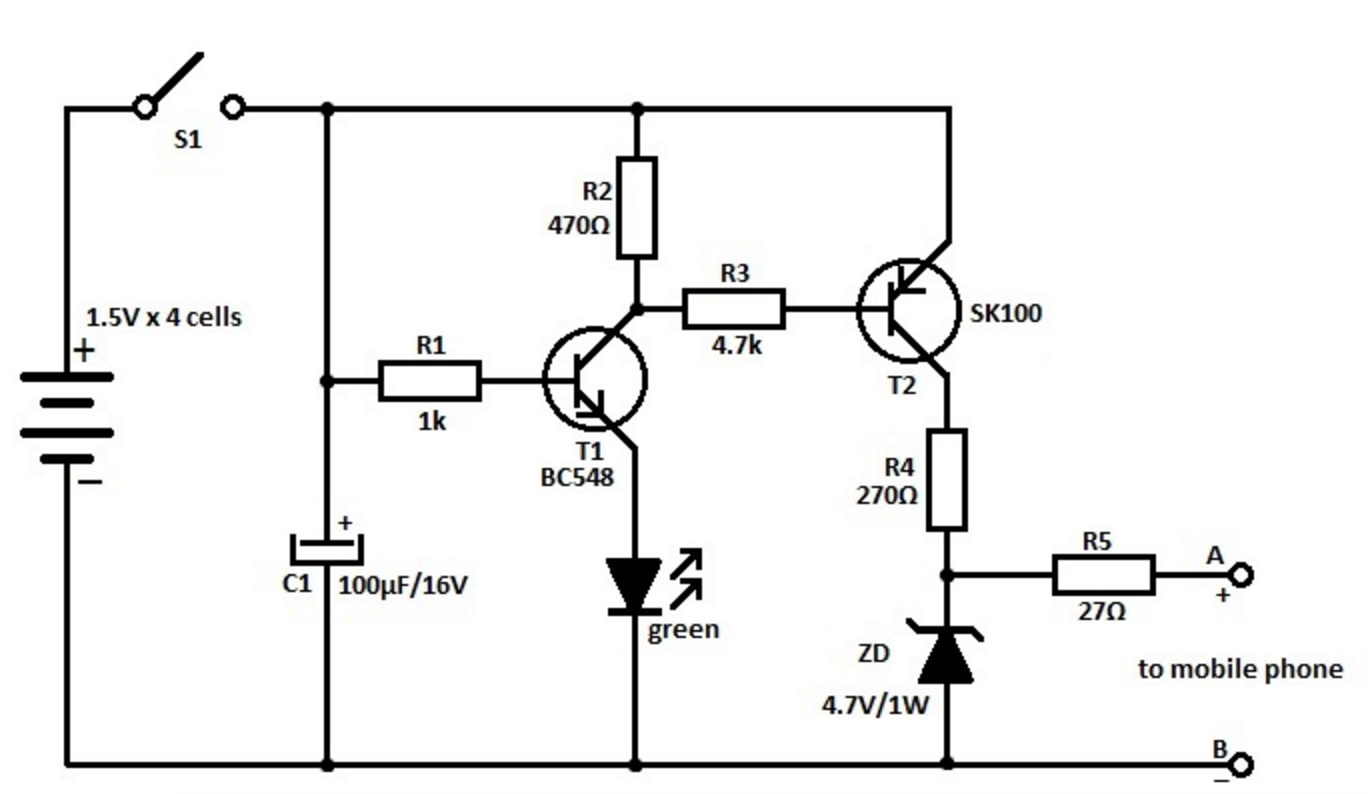 S1
R2
470Ω
R3
4.7k
SK100
T2
1.5V x 4 cells
+
−
R1
1k
T1
BC548
R4
270Ω
+
C1 100µF/16V
green
R5
27Ω
A
+
ZD
4.7V/1W
to mobile phone
B
−